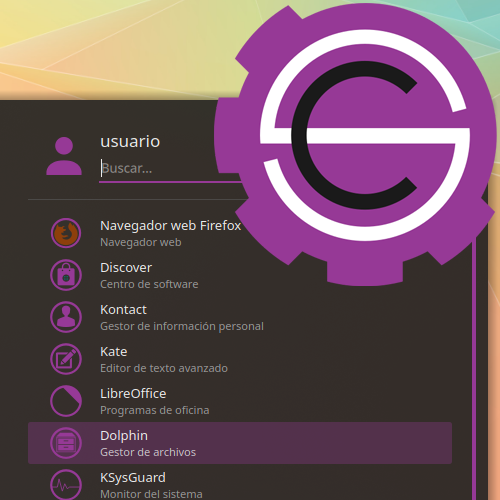 usuario
Buscar...
Navegador web Firefox
Navegador web
Discover
Centro de software
Kontact
Gestor de información personal
Kate
Editor de texto avanzado
LibreOffice
Programas de oficina
Dolphin
Gestor de archivos
KSysGuard
Monitor del sistema